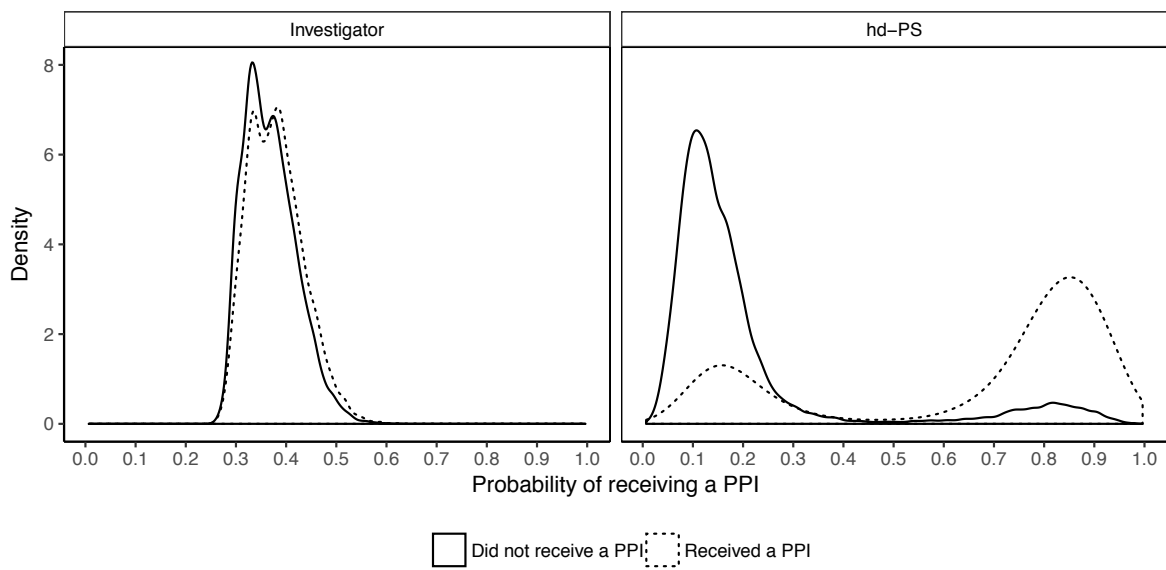 Investigator
hd−PS
8
6
4
2
0
Density
0.0 0.1 0.2 0.3 0.4 0.5 0.6 0.7 0.8 0.9 1.0
0.0 0.1 0.2 0.3 0.4 0.5 0.6 0.7 0.8 0.9 1.0
Probability of receiving a PPI
Did not receive a PPI
Received a PPI